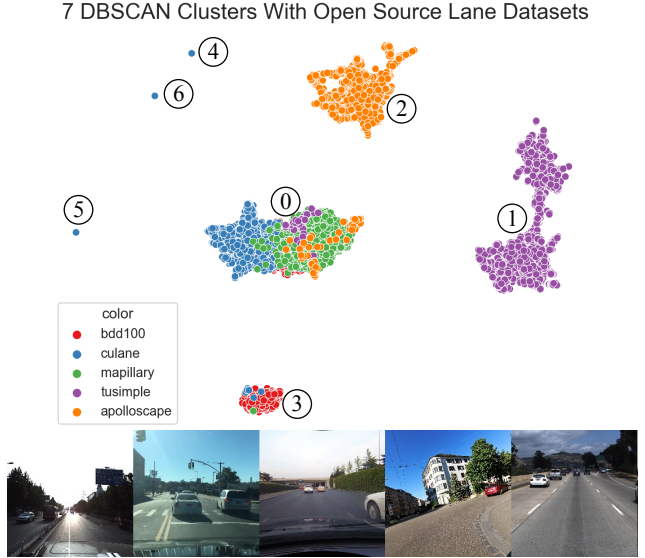 7 DBSCAN Clusters With Open Source Lane Datasets
4
6
2
5
0
1
color
bdd100
culane
mapillary
tusimple
apolloscape
3